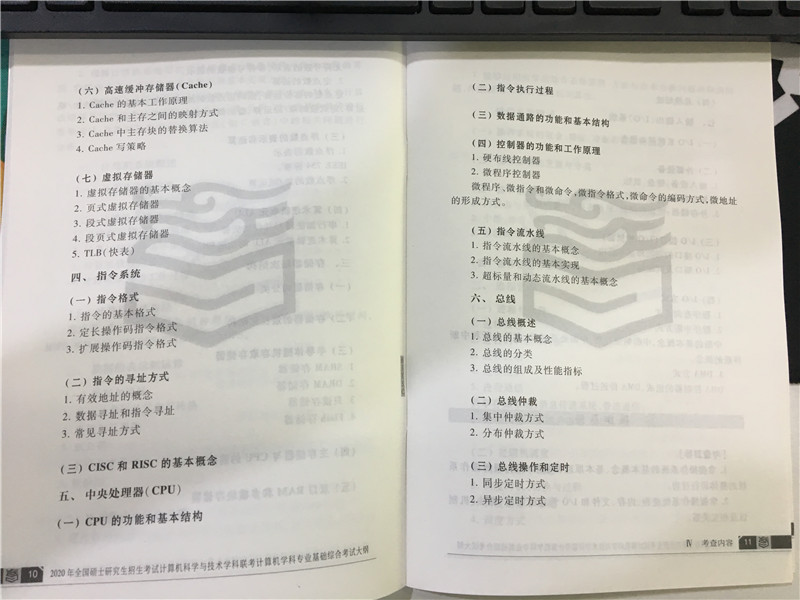 (六) 高速缓冲存储器(Cache)
1. Cache 的基本工作原理
2. Cache 和主存之间的映射方式
3. Cache 中主存块的替换算法
4. Cache 写策略
(七) 虚拟存储器
1. 虚拟存储器的基本概念
2. 页式虚拟存储器
3. 段式虚拟存储器
4. 段页式虚拟存储器
5. TLB(快表)
四、 指令系统
(一) 指令格式
1. 指令的基本格式
2. 定长操作码指令格式
3. 扩展操作码指令格式
(二) 指令的寻址方式
1. 有效地址的概念
2. 数据寻址和指令寻址
3. 常见寻址方式
(三) CISC 和 RISC 的基本概念
五、 中央处理器(CPU)
(一) CPU 的功能和基本结构
10 2020 年全国硕士研究生招生考试计算机科学与技术学科联考计算机学科专业基础综合考试大纲
(二) 指令执行过程
(三) 数据通路的功能和基本结构
(四) 控制器的功能和工作原理
1. 硬布线控制器
2. 微程序控制器
微程序、微指令和微命令,微指令格式,微命令的编码方式,微地址
的形成方式。
(五) 指令流水线
1. 指令流水线的基本概念
2. 指令流水线的基本实现
3. 超标量和动态流水线的基本概念
六、 总线
(一) 总线概述
1. 总线的基本概念
2. 总线的分类
3. 总线的组成及性能指标
(二) 总线仲裁
1. 集中仲裁方式
2. 分布仲裁方式
(三) 总线操作和定时
1. 同步定时方式
2. 异步定时方式
Ⅳ 考查内容 11